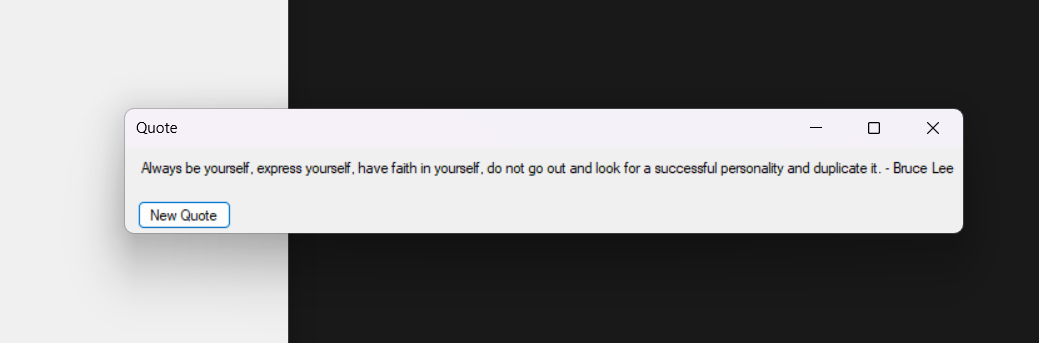 Quote
Always be yourself, express yourself, have faith in yourself, do not go out and look for a successful personality and duplicate it. - Bruce Lee
New Quote